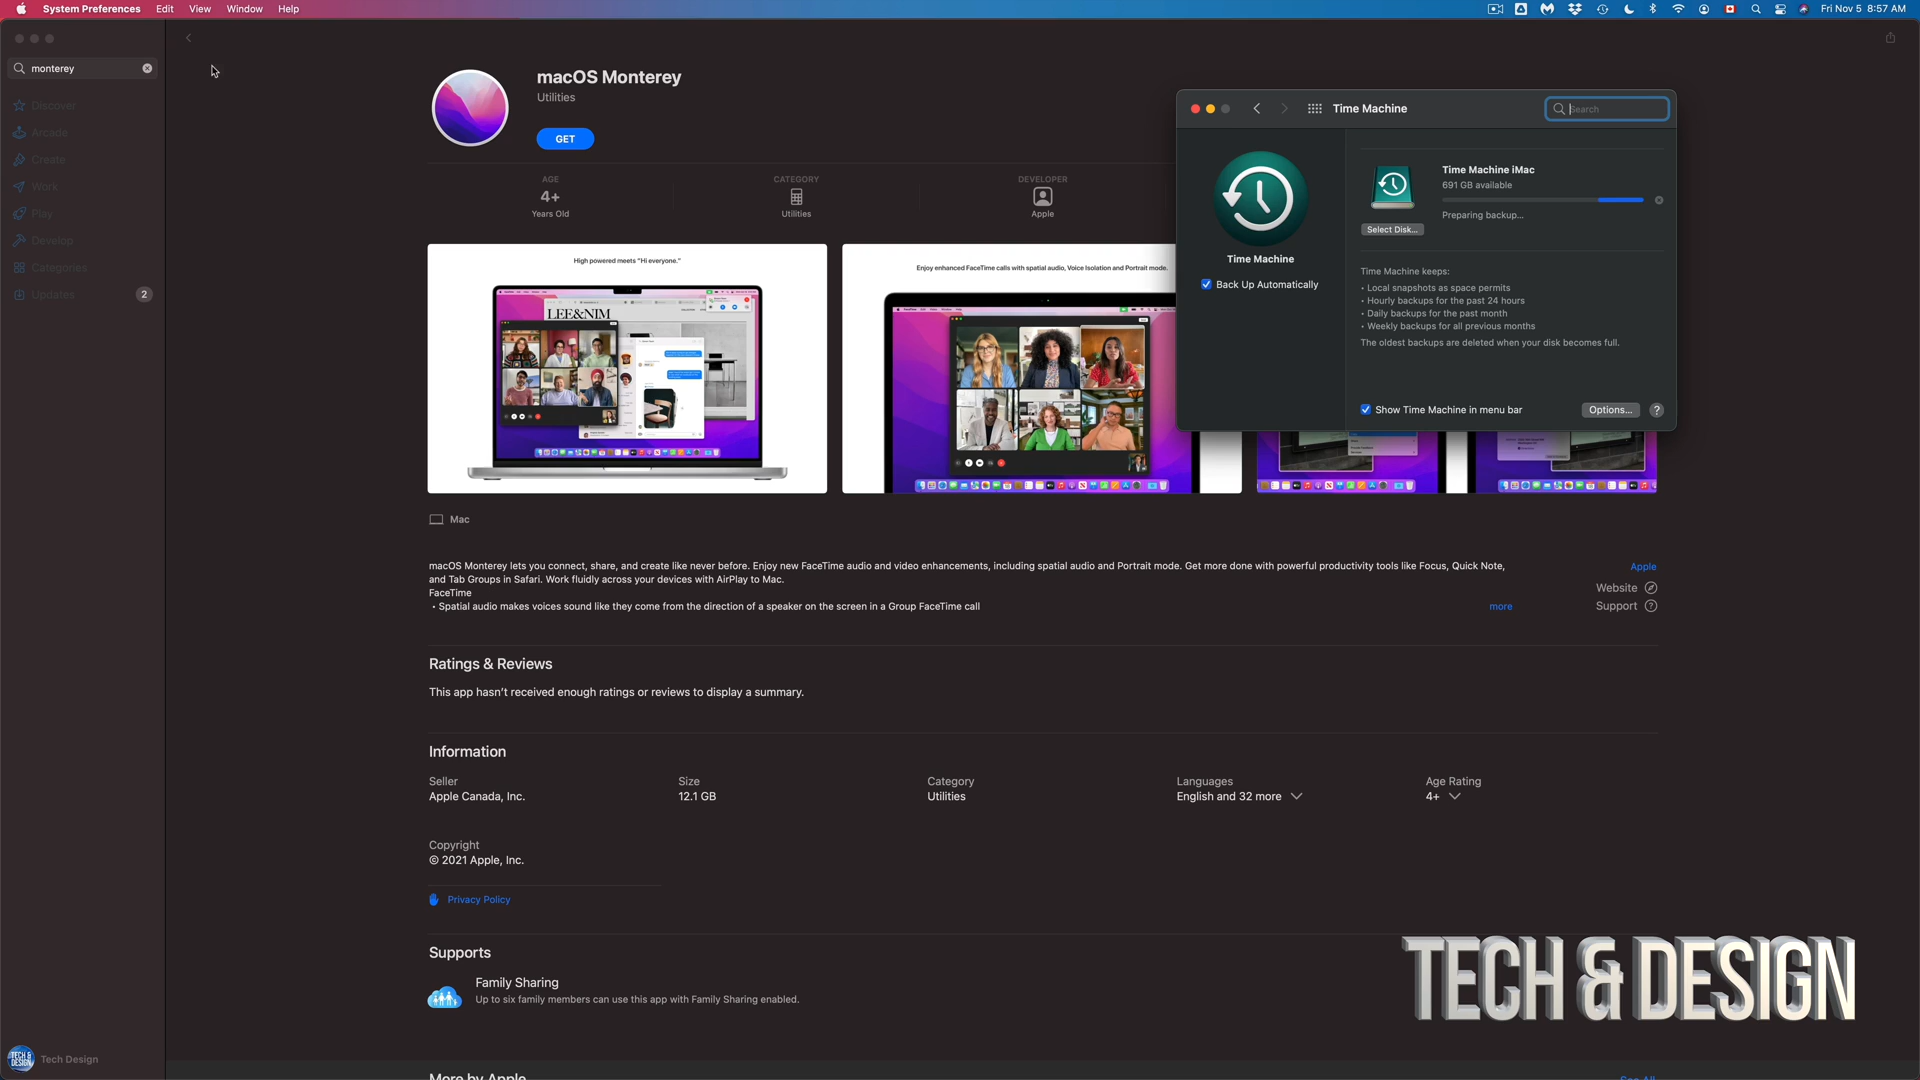 System Preferences Edit View Window Help
Fri Nov 5 8:57 AM
monterey
Discover
Arcade
Create
Work
Play
Develop
Categories
Updates 2
macOS Monterey
Utilities
GET
AGE
4+
Years Old
CATEGORY
Utilities
DEVELOPER
Apple
High powered meets “Hi everyone.”
LEE&NIM
Enjoy enhanced FaceTime calls with spatial audio, Voice Isolation and Portrait mode.
Time Machine
Search
Time Machine
Back Up Automatically
Time Machine iMac
691 GB available
Preparing backup...
Select Disk...
Time Machine keeps:
• Local snapshots as space permits
• Hourly backups for the past 24 hours
• Daily backups for the past month
• Weekly backups for all previous months
The oldest backups are deleted when your disk becomes full.
Show Time Machine in menu bar
Options...
?
Mac
macOS Monterey lets you connect, share, and create like never before. Enjoy new FaceTime audio and video enhancements, including spatial audio and Portrait mode. Get more done with powerful productivity tools like Focus, Quick Note,
and Tab Groups in Safari. Work fluidly across your devices with AirPlay to Mac.
FaceTime
• Spatial audio makes voices sound like they come from the direction of a speaker on the screen in a Group FaceTime call
more
Apple
Website
Support
Ratings & Reviews
This app hasn’t received enough ratings or reviews to display a summary.
Information
Seller
Apple Canada, Inc.
Size
12.1 GB
Category
Utilities
Languages
English and 32 more
Age Rating
4+
Copyright
© 2021 Apple, Inc.
Privacy Policy
Supports
Family Sharing
Up to six family members can use this app with Family Sharing enabled.
TECH & DESIGN
TECH & DESIGN
Tech Design
More by Apple
See All